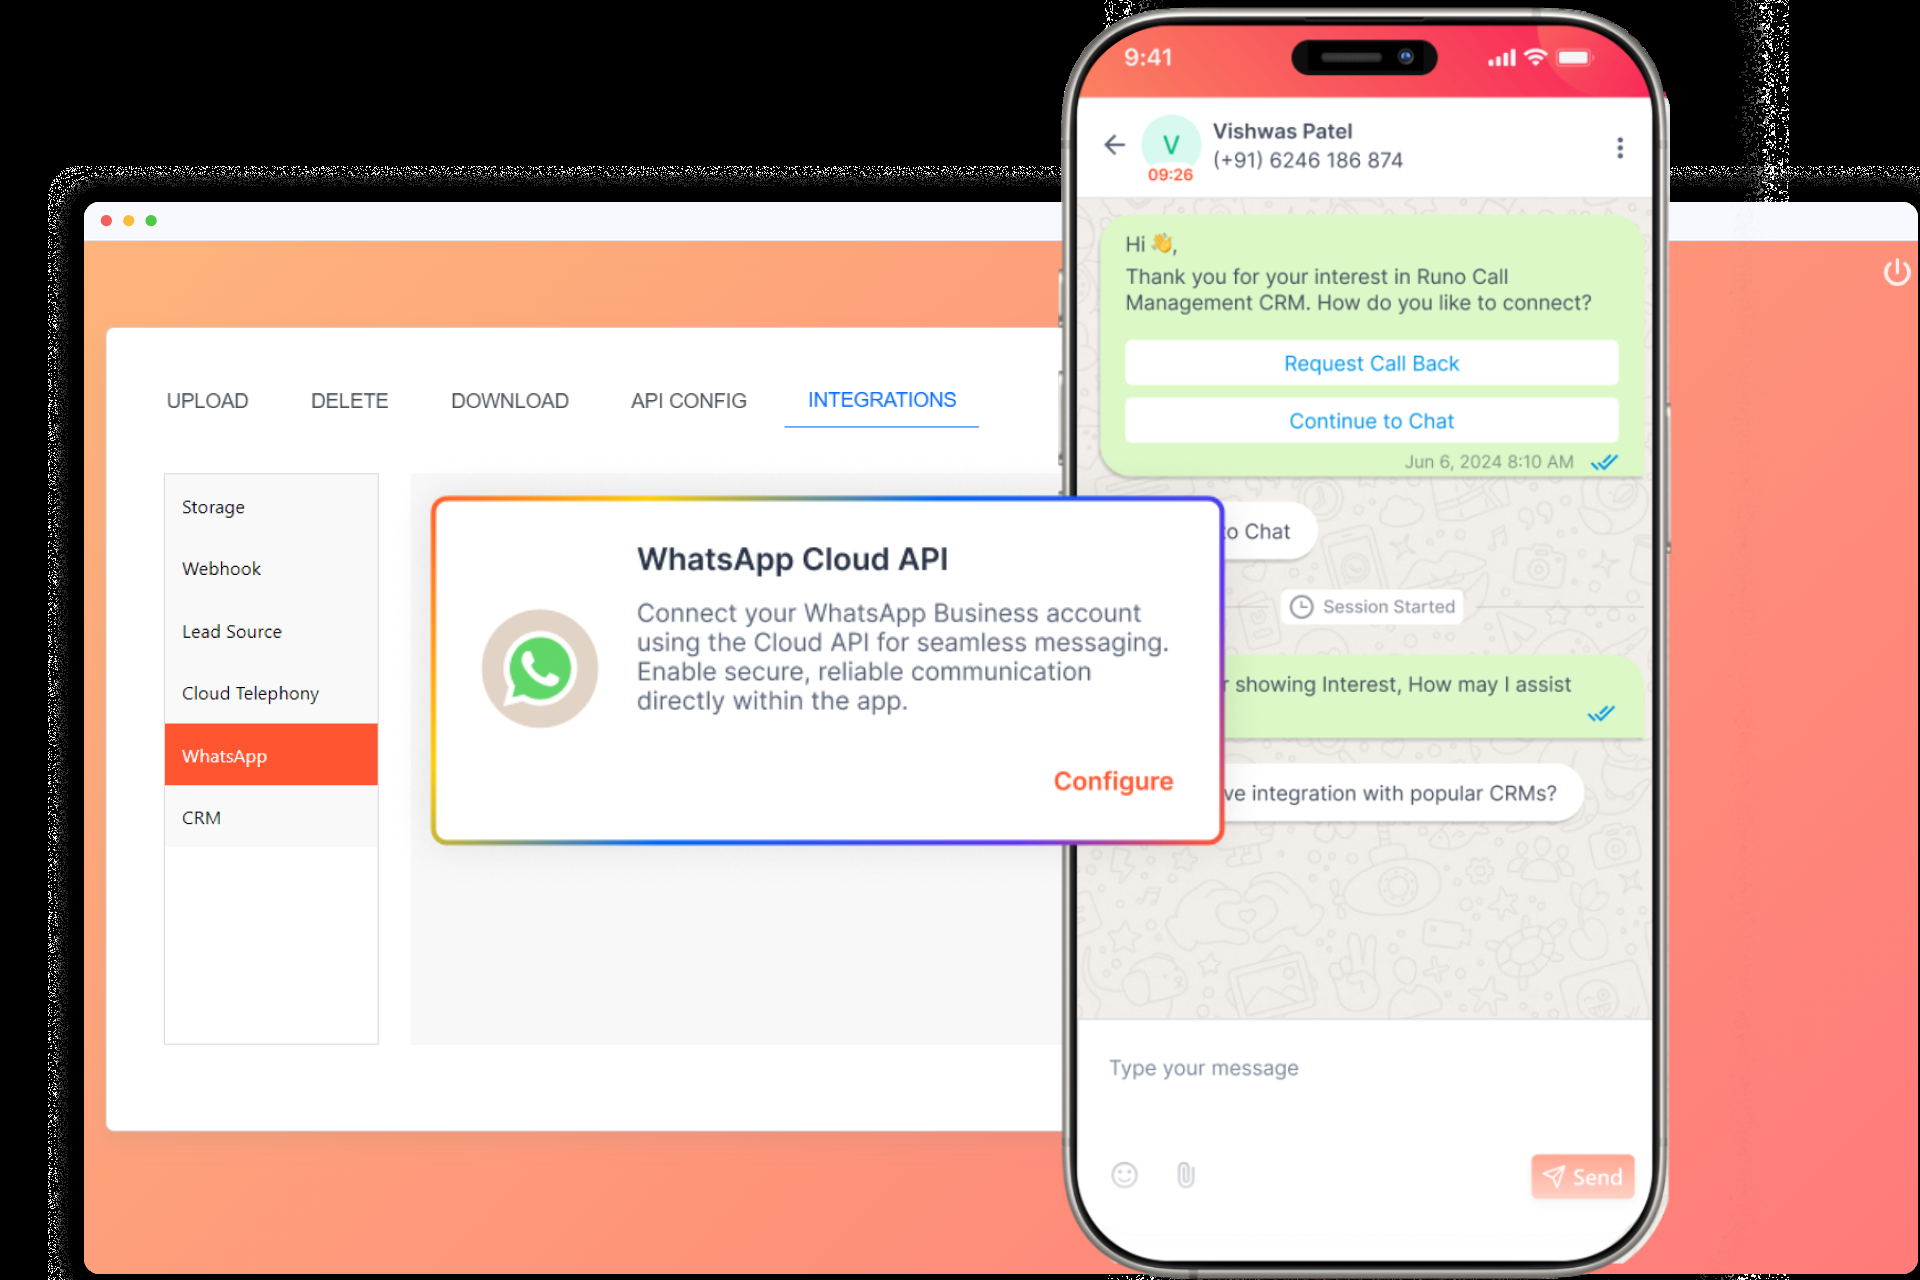 9:41
V
09:26
Vishwas Patel
(+91) 6246 186 874
Hi 👋,
Thank you for your interest in Runo Call
Management CRM. How do you like to connect?
Request Call Back
Continue to Chat
Jun 6, 2024 8:10 AM
UPLOAD
DELETE
DOWNLOAD
API CONFIG
INTEGRATIONS
Storage
Webhook
Lead Source
Cloud Telephony
WhatsApp
CRM
WhatsApp Cloud API
Connect your WhatsApp Business account
using the Cloud API for seamless messaging.
Enable secure, reliable communication
directly within the app.
Configure
to Chat
Session Started
r showing Interest, How may I assist
ve integration with popular CRMs?
Type your message
Send